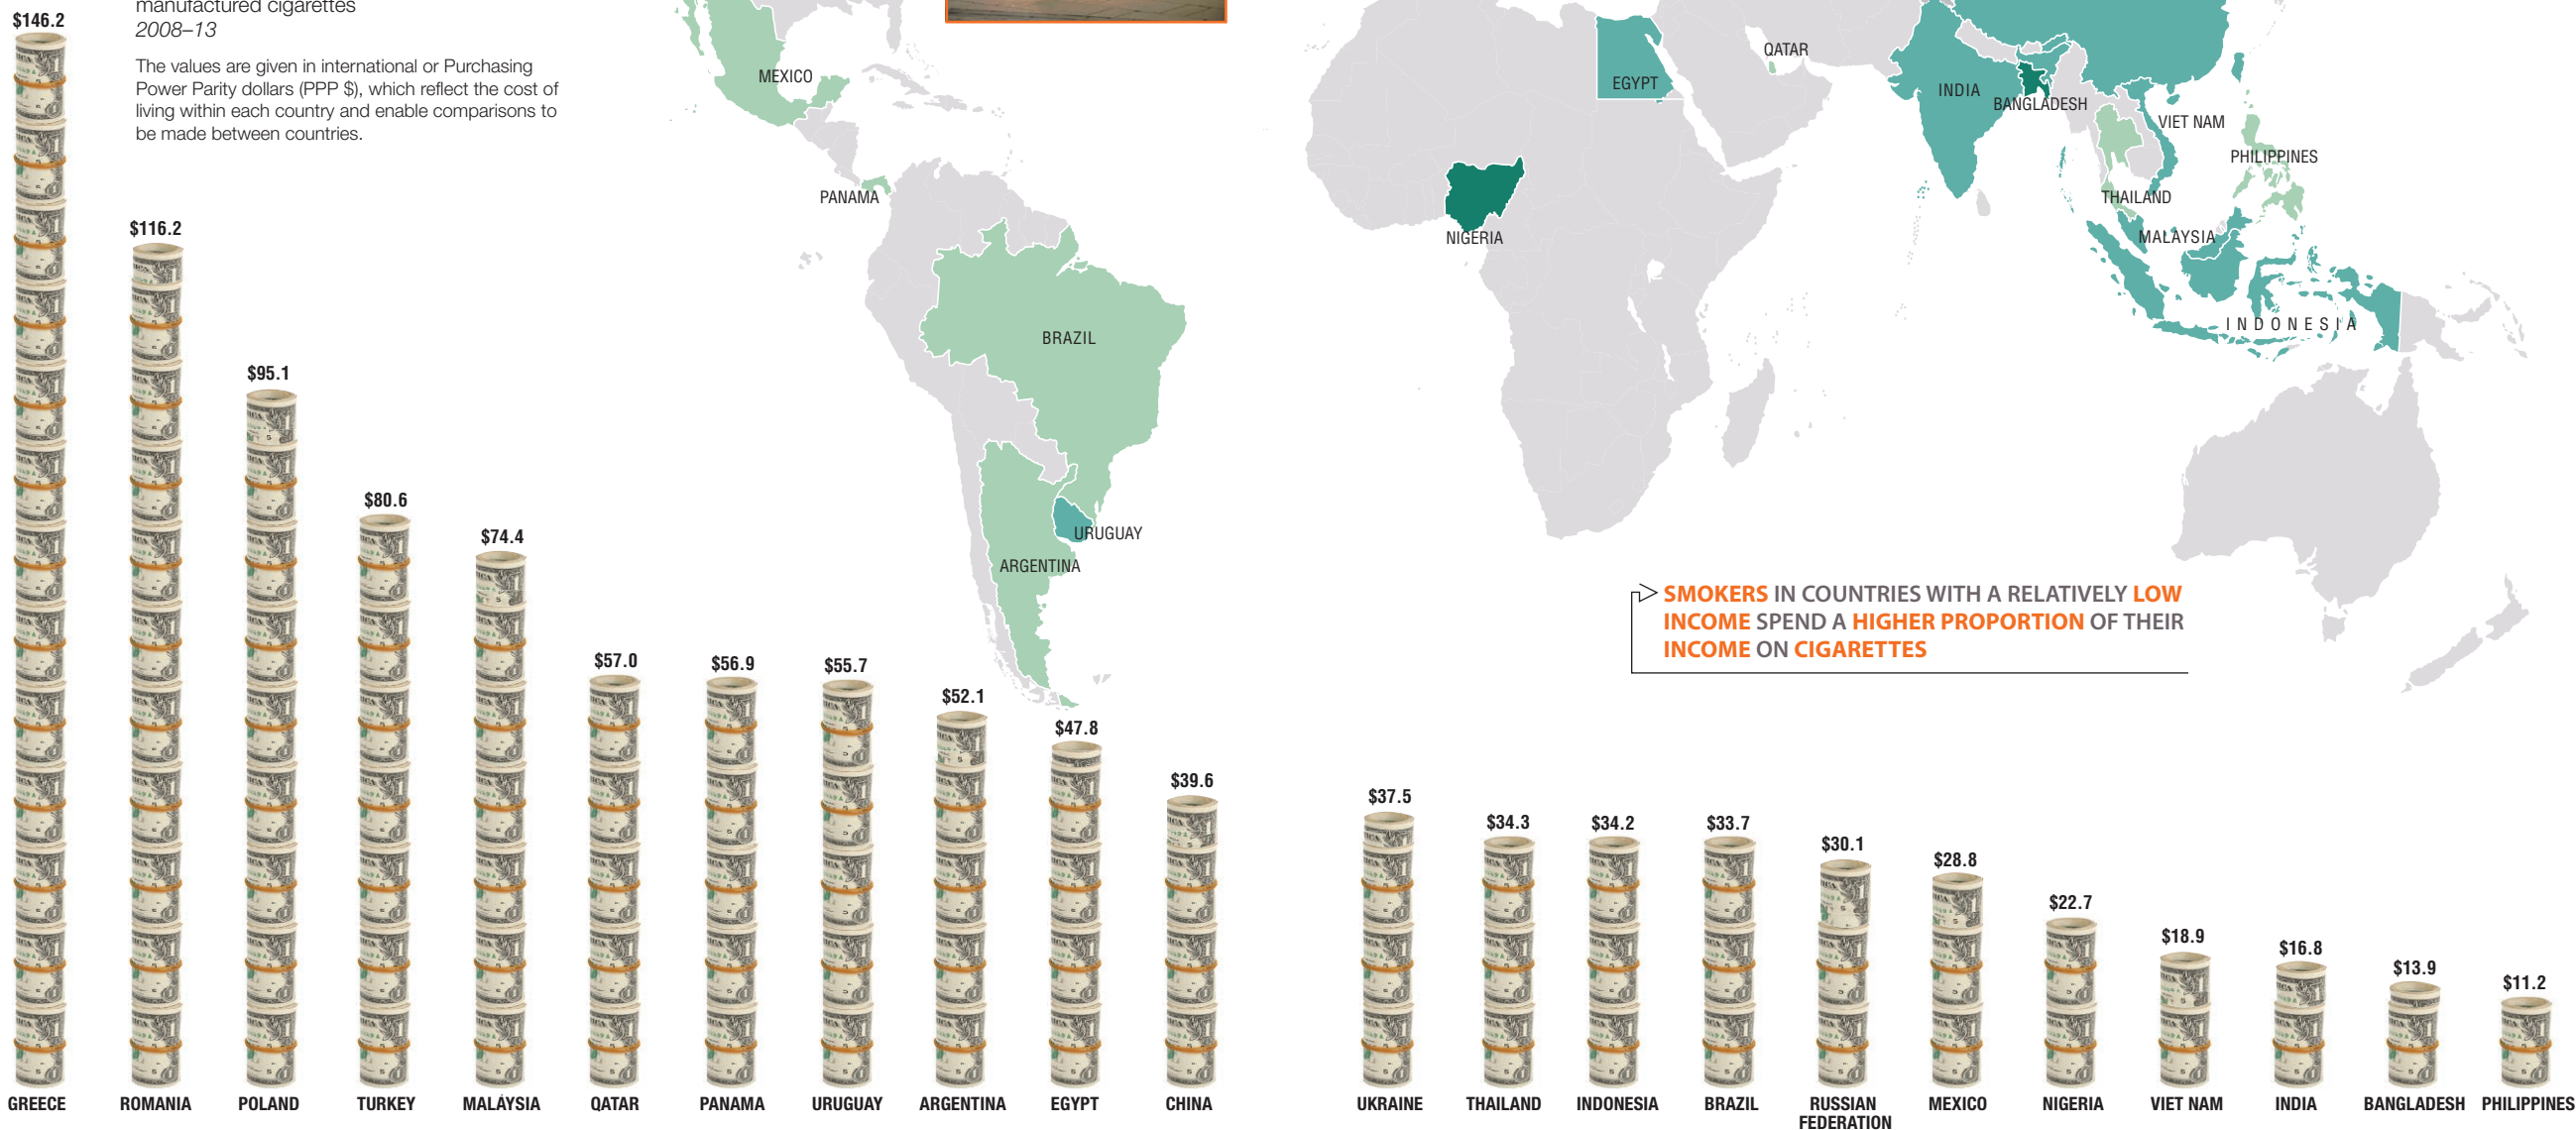 manufactured cigarettes
2008–13
The values are given in international or Purchasing
Power Parity dollars (PPP $), which reflect the cost of
living within each country and enable comparisons to
be made between countries.
MEXICO
PANAMA
BRAZIL
URUGUAY
ARGENTINA
EGYPT
NIGERIA
QATAR
INDIA
BANGLADESH
VIET NAM
PHILIPPINES
THAILAND
MALAYSIA
INDONESIA
SMOKERS IN COUNTRIES WITH A RELATIVELY LOW
INCOME SPEND A HIGHER PROPORTION OF THEIR
INCOME ON CIGARETTES
$146.2
GREECE
$116.2
ROMANIA
$95.1
POLAND
$80.6
TURKEY
$74.4
MALAYSIA
$57.0
QATAR
$56.9
PANAMA
$55.7
URUGUAY
$52.1
ARGENTINA
$47.8
EGYPT
$39.6
CHINA
$37.5
UKRAINE
$34.3
THAILAND
$34.2
INDONESIA
$33.7
BRAZIL
$30.1
RUSSIAN
FEDERATION
$28.8
MEXICO
$22.7
NIGERIA
$18.9
VIET NAM
$16.8
INDIA
$13.9
BANGLADESH
$11.2
PHILIPPINES